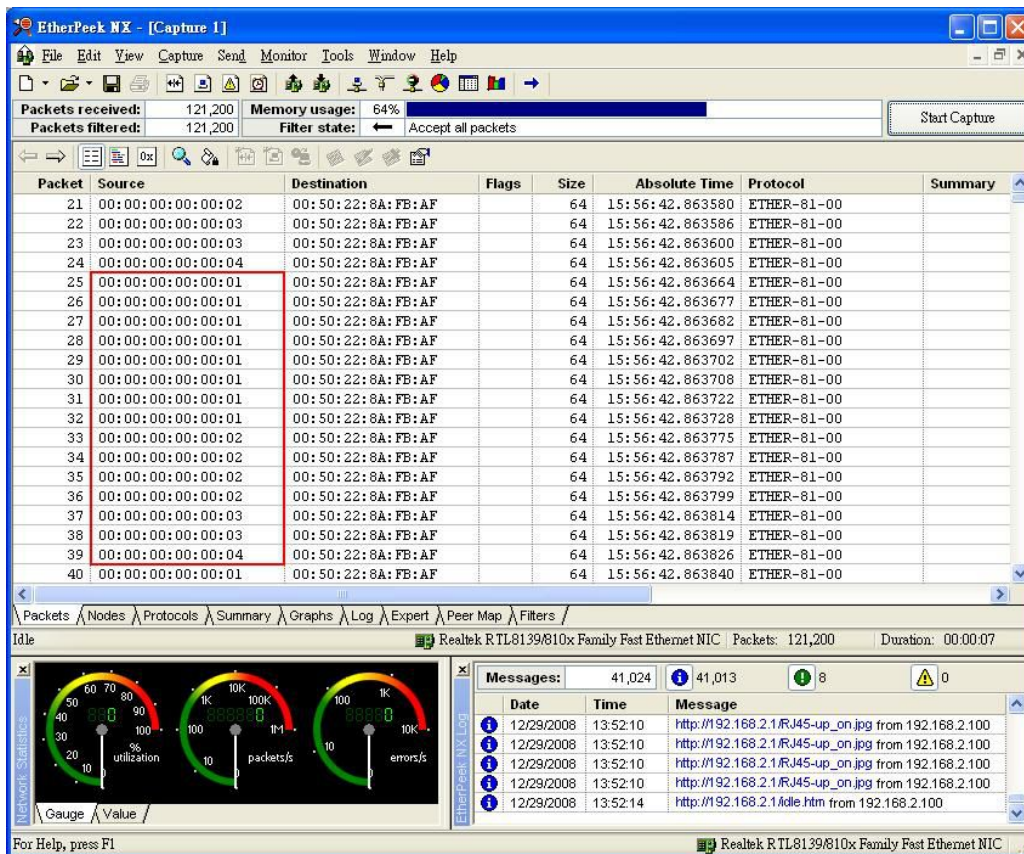 EtherPeek NX - [Capture 1]
File Edit View Capture Send Monitor Tools Window Help
Packets received: 121,200 Memory usage: 64%
Packets filtered: 121,200 Filter state: Accept all packets
Start Capture
Packet Source Destination Flags Size Absolute Time Protocol Summary
21 00:00:00:00:00:02 00:50:22:8A:FB:AF 64 15:56:42.863580 ETHER-81-00
22 00:00:00:00:00:03 00:50:22:8A:FB:AF 64 15:56:42.863586 ETHER-81-00
23 00:00:00:00:00:03 00:50:22:8A:FB:AF 64 15:56:42.863600 ETHER-81-00
24 00:00:00:00:00:04 00:50:22:8A:FB:AF 64 15:56:42.863605 ETHER-81-00
25 00:00:00:00:00:01 00:50:22:8A:FB:AF 64 15:56:42.863664 ETHER-81-00
26 00:00:00:00:00:01 00:50:22:8A:FB:AF 64 15:56:42.863677 ETHER-81-00
27 00:00:00:00:00:01 00:50:22:8A:FB:AF 64 15:56:42.863682 ETHER-81-00
28 00:00:00:00:00:01 00:50:22:8A:FB:AF 64 15:56:42.863697 ETHER-81-00
29 00:00:00:00:00:01 00:50:22:8A:FB:AF 64 15:56:42.863702 ETHER-81-00
30 00:00:00:00:00:01 00:50:22:8A:FB:AF 64 15:56:42.863708 ETHER-81-00
31 00:00:00:00:00:01 00:50:22:8A:FB:AF 64 15:56:42.863722 ETHER-81-00
32 00:00:00:00:00:01 00:50:22:8A:FB:AF 64 15:56:42.863728 ETHER-81-00
33 00:00:00:00:00:02 00:50:22:8A:FB:AF 64 15:56:42.863775 ETHER-81-00
34 00:00:00:00:00:02 00:50:22:8A:FB:AF 64 15:56:42.863787 ETHER-81-00
35 00:00:00:00:00:02 00:50:22:8A:FB:AF 64 15:56:42.863792 ETHER-81-00
36 00:00:00:00:00:02 00:50:22:8A:FB:AF 64 15:56:42.863799 ETHER-81-00
37 00:00:00:00:00:03 00:50:22:8A:FB:AF 64 15:56:42.863814 ETHER-81-00
38 00:00:00:00:00:03 00:50:22:8A:FB:AF 64 15:56:42.863819 ETHER-81-00
39 00:00:00:00:00:04 00:50:22:8A:FB:AF 64 15:56:42.863826 ETHER-81-00
40 00:00:00:00:00:01 00:50:22:8A:FB:AF 64 15:56:42.863840 ETHER-81-00
Packets Nodes Protocols Summary Graphs Log Expert Peer Map Filters
Idle Realtek RTL8139/810x Family Fast Ethernet NIC Packets: 121,200 Duration: 00:00:07
Network Statistics
0 10 20 30 40 50 60 70 80 90 100 % utilization
0 10 100 1K 10K 100K 1M packets/s
0 10 100 1K 10K errors/s
Gauge Value
EtherPeek NX Log
Messages: 41,024 41,013 8 0
Date Time Message
12/29/2008 13:52:10 http://192.168.2.1/RJ45-up_on.jpg from 192.168.2.100
12/29/2008 13:52:10 http://192.168.2.1/RJ45-up_on.jpg from 192.168.2.100
12/29/2008 13:52:10 http://192.168.2.1/RJ45-up_on.jpg from 192.168.2.100
12/29/2008 13:52:10 http://192.168.2.1/RJ45-up_on.jpg from 192.168.2.100
12/29/2008 13:52:14 http://192.168.2.1/idle.htm from 192.168.2.100
For Help, press F1 Realtek RTL8139/810x Family Fast Ethernet NIC